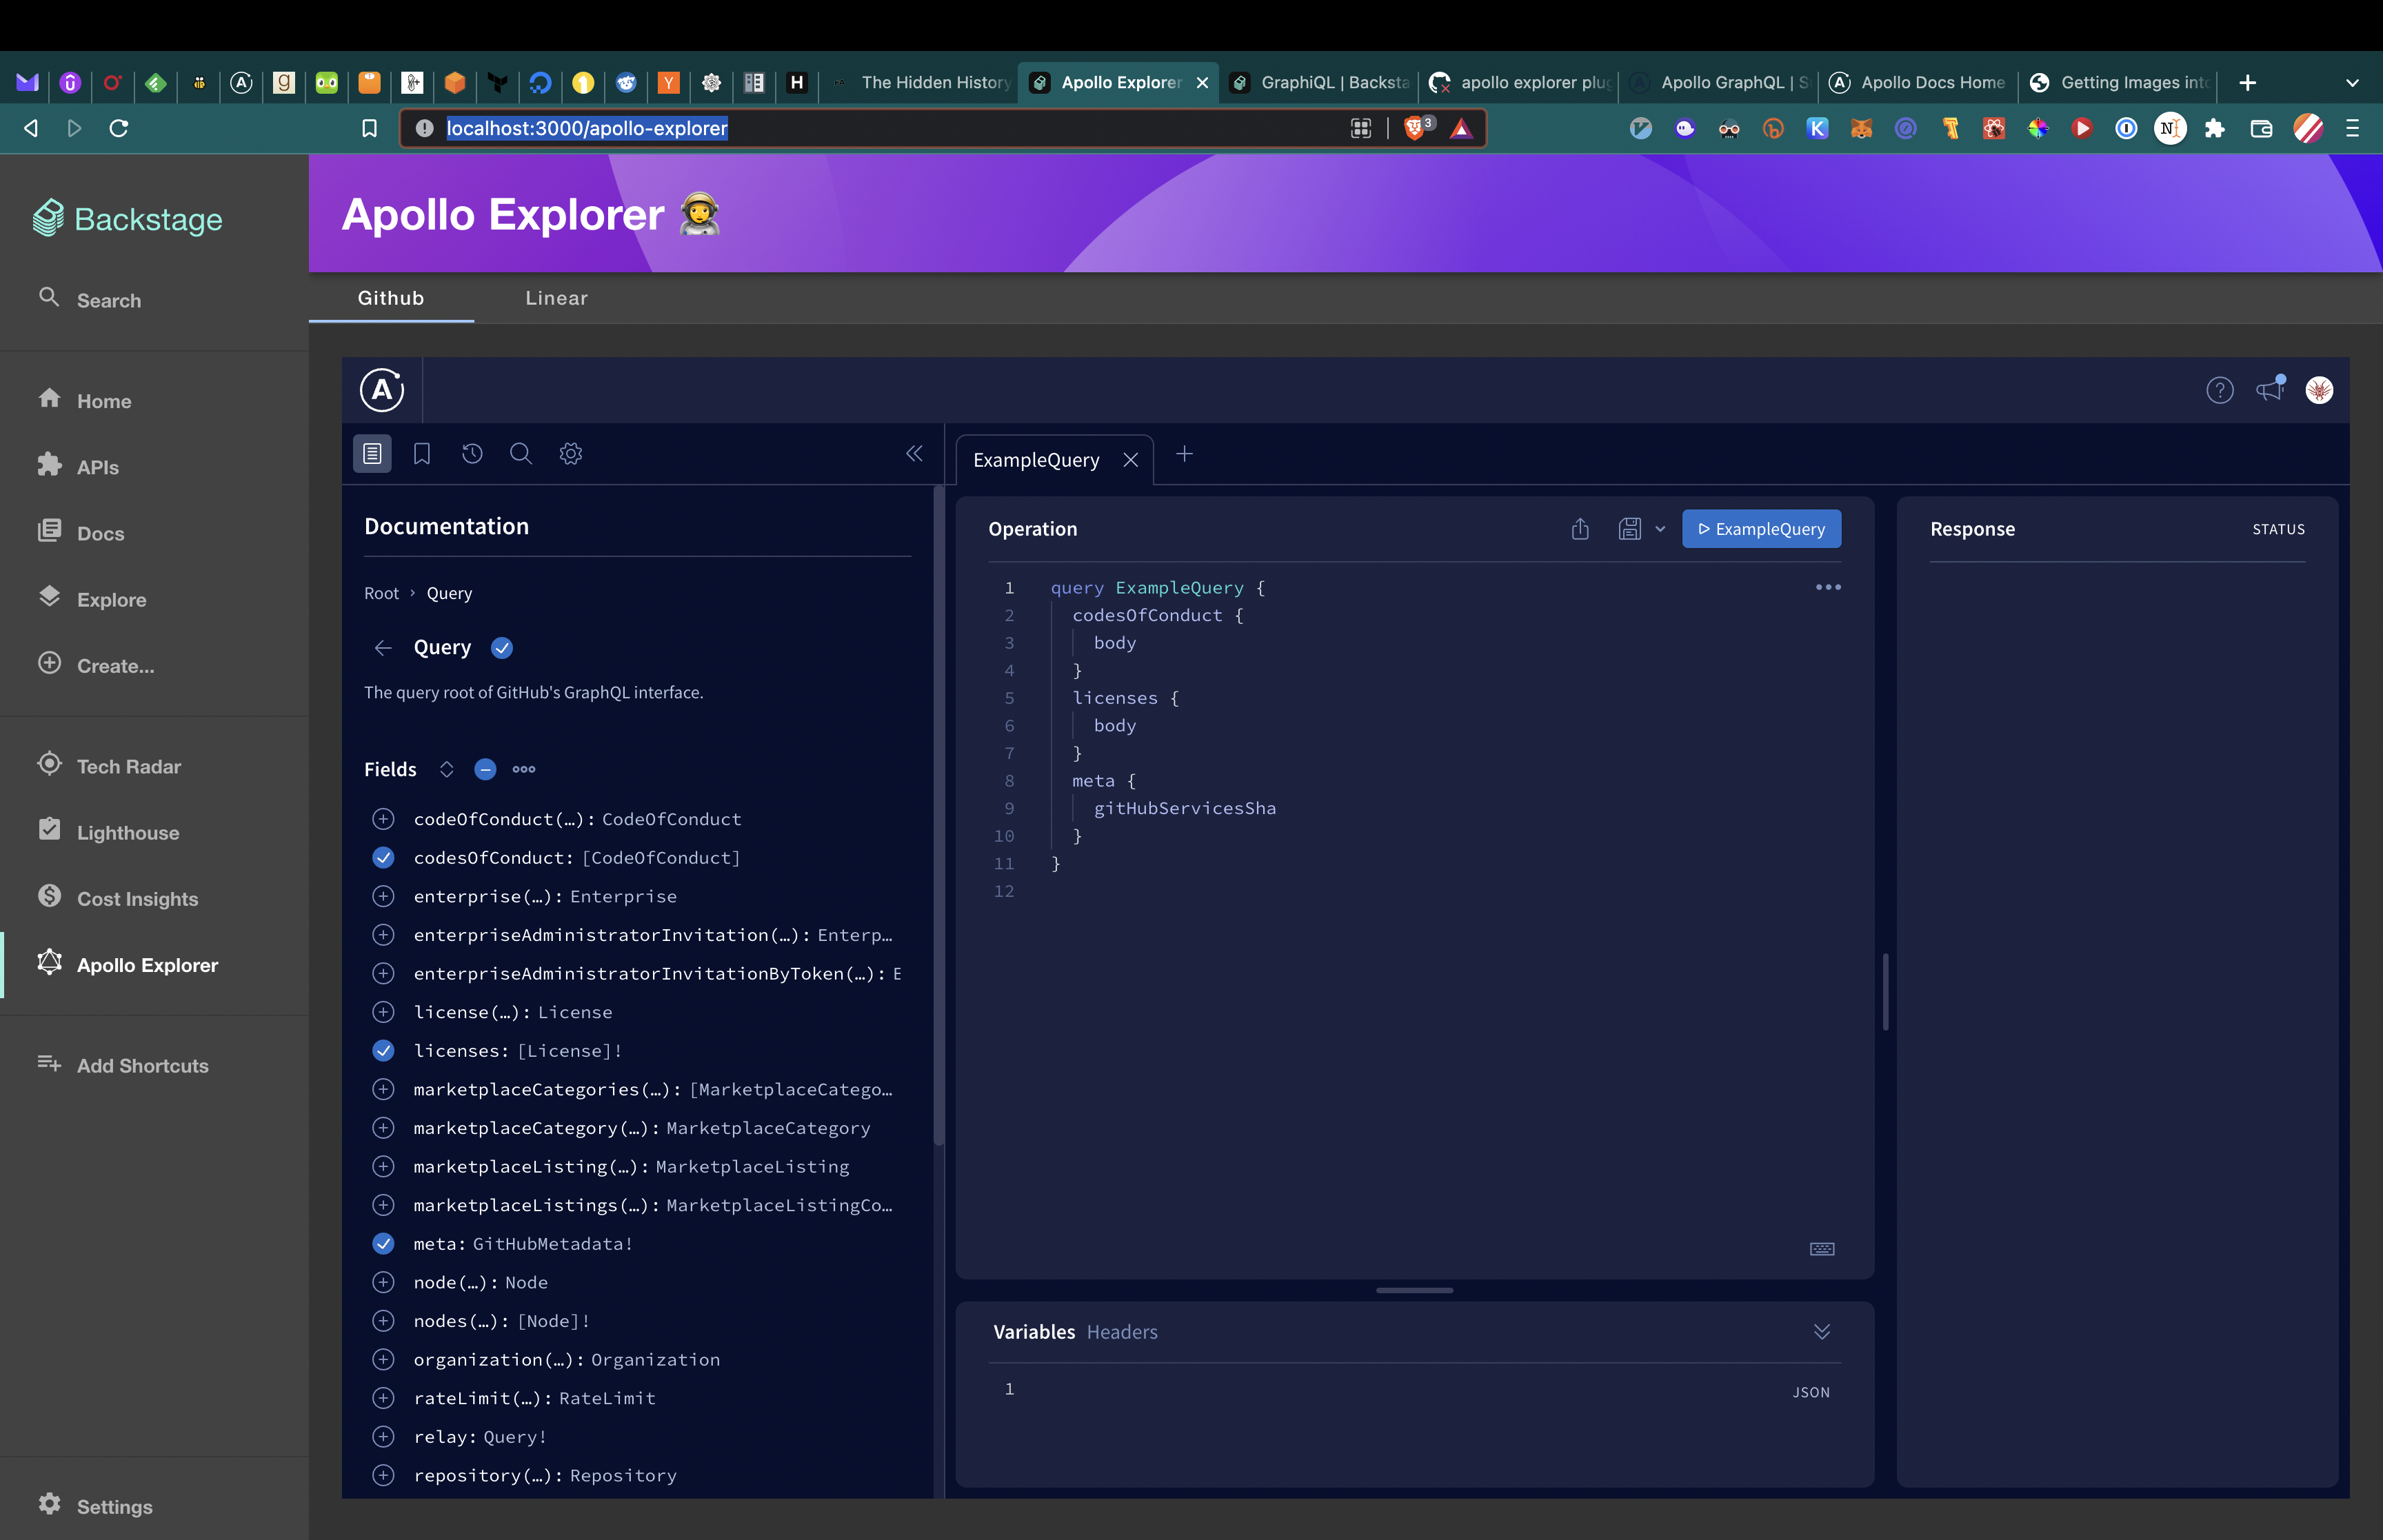 The Hidden History
Apollo Explorer
GraphiQL | Backsta
apollo explorer plug
Apollo GraphQL | S
Apollo Docs Home
Getting Images into
localhost:3000/apollo-explorer
3
Backstage
Search
Home
APIs
Docs
Explore
Create...
Tech Radar
Lighthouse
Cost Insights
Apollo Explorer
Add Shortcuts
Settings
Apollo Explorer
Github Linear
Documentation
Root › Query
Query
The query root of GitHub's GraphQL interface.
Fields
codeOfConduct(…): CodeOfConduct
codesOfConduct: [CodeOfConduct]
enterprise(…): Enterprise
enterpriseAdministratorInvitation(…): Enterp…
enterpriseAdministratorInvitationByToken(…): E
license(…): License
licenses: [License]!
marketplaceCategories(…): [MarketplaceCatego…
marketplaceCategory(…): MarketplaceCategory
marketplaceListing(…): MarketplaceListing
marketplaceListings(…): MarketplaceListingCo…
meta: GitHubMetadata!
node(…): Node
nodes(…): [Node]!
organization(…): Organization
rateLimit(…): RateLimit
relay: Query!
repository(…): Repository
ExampleQuery
Operation
ExampleQuery
1 query ExampleQuery {
2 codesOfConduct {
3 body
4 }
5 licenses {
6 body
7 }
8 meta {
9 gitHubServicesSha
10 }
11 }
12
Variables Headers
1
JSON
Response
STATUS